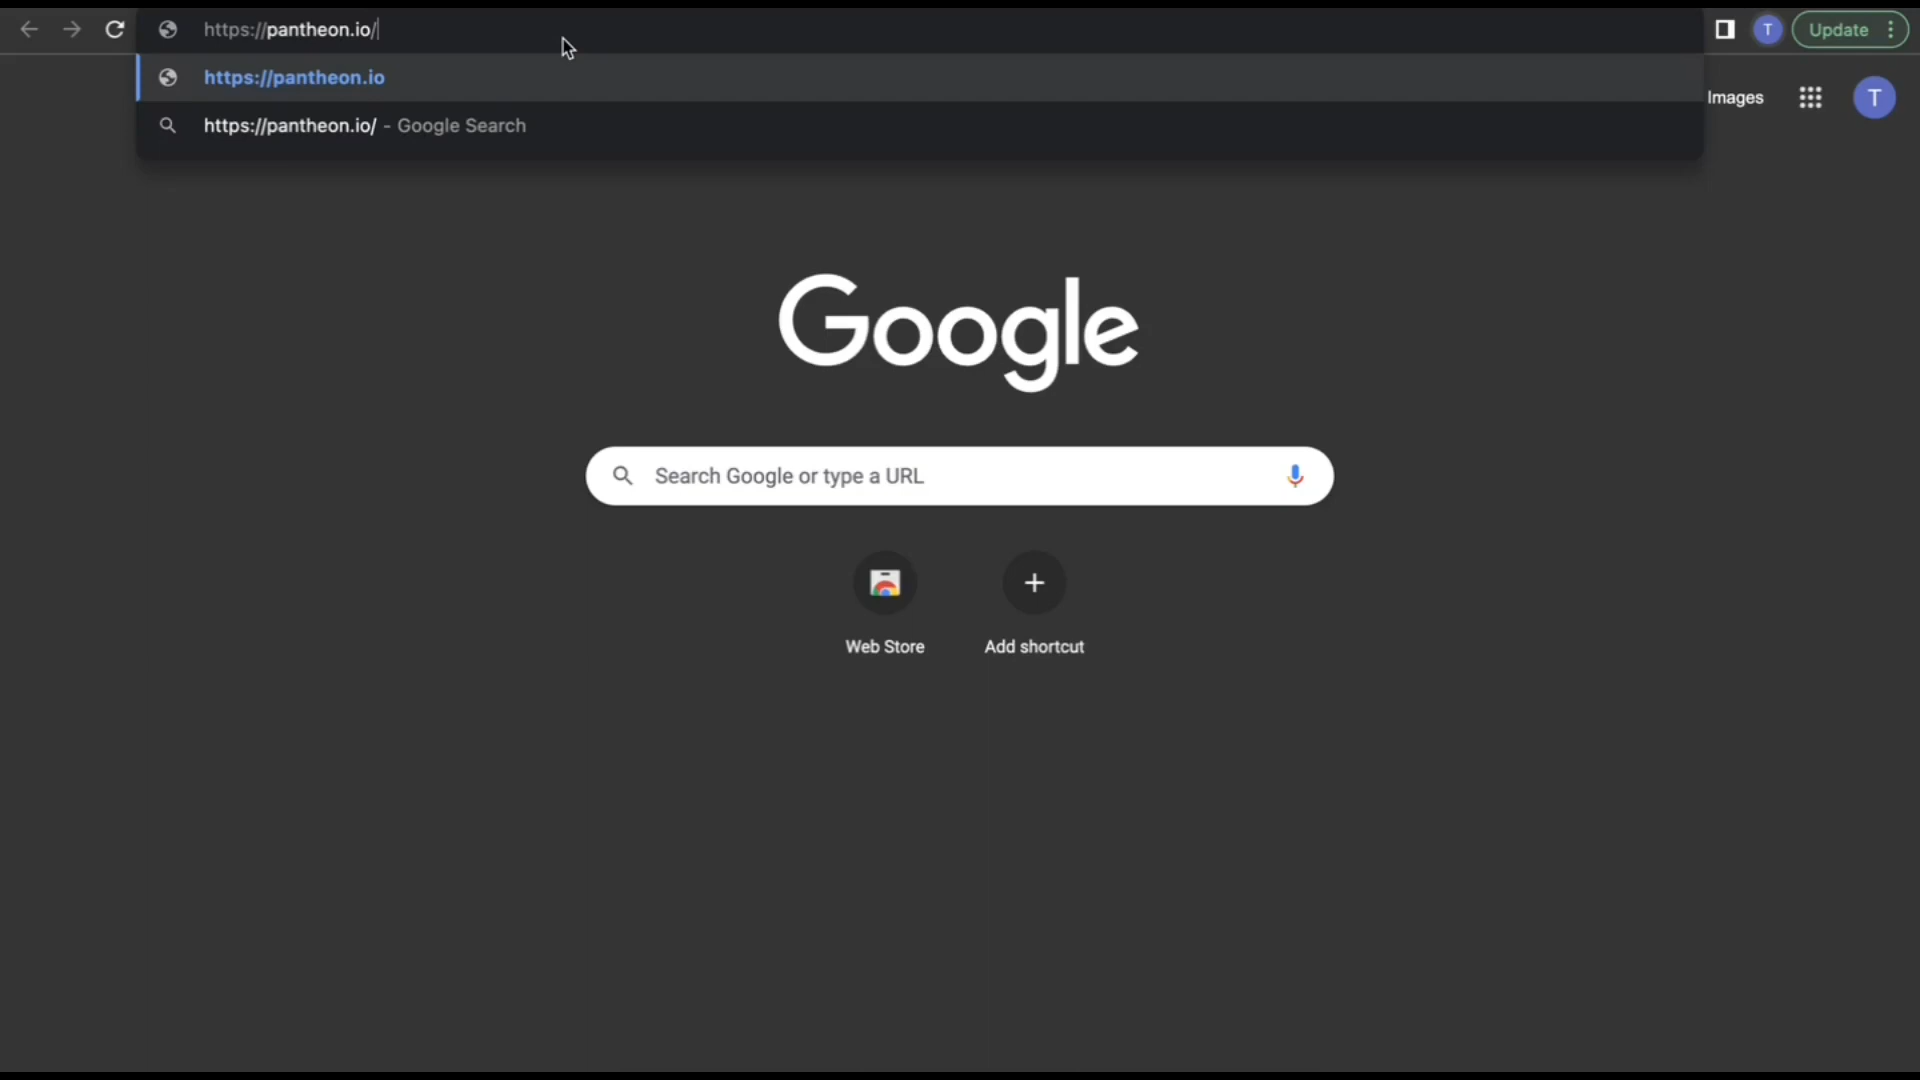 https://pantheon.io/
T
Update
https://pantheon.io
https://pantheon.io/ - Google Search
Images
T
Google
Search Google or type a URL
Web Store
Add shortcut